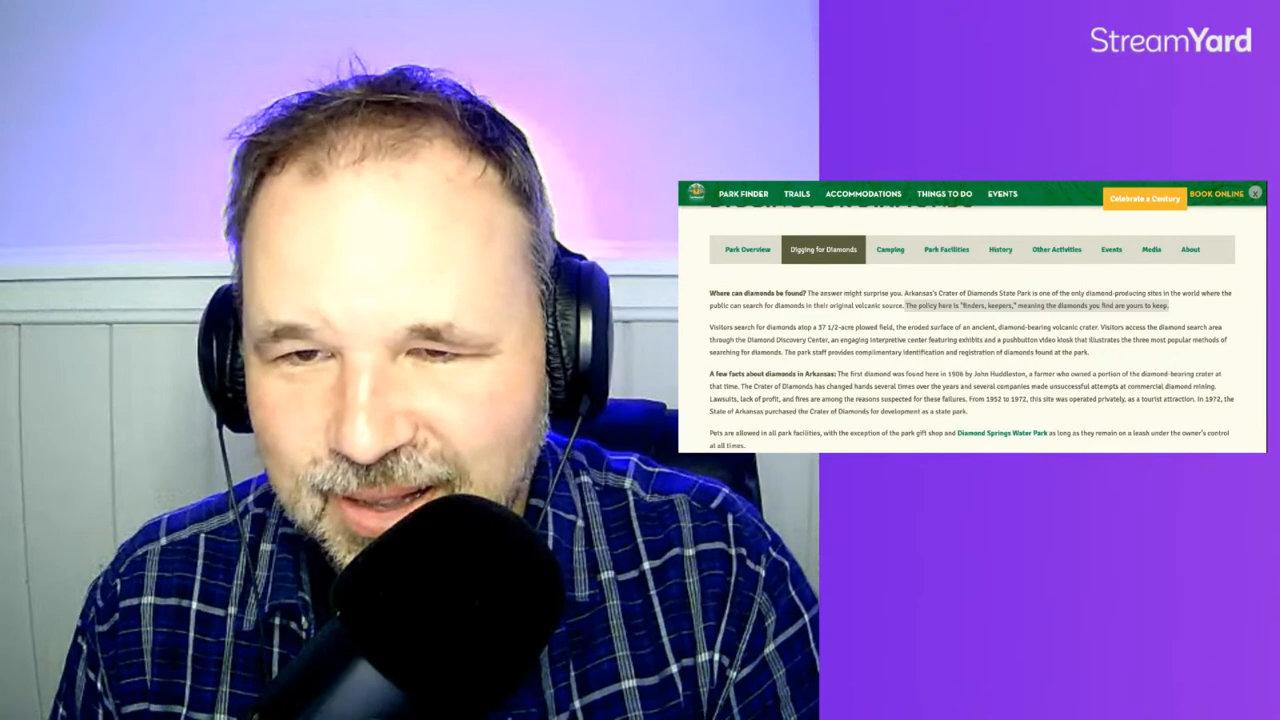 StreamYard
PARK FINDER TRAILS ACCOMMODATIONS THINGS TO DO EVENTS Celebrate a Century BOOK ONLINE X
Park Overview Digging for Diamonds Camping Park Facilities History Other Activities Events Media About
Where can diamonds be found? The answer might surprise you. Arkansas's Crater of Diamonds State Park is one of the only diamond-producing sites in the world where the
public can search for diamonds in their original volcanic source. The policy here is "finders, keepers," meaning the diamonds you find are yours to keep.
Visitors search for diamonds atop a 37 1/2-acre plowed field, the eroded surface of an ancient, diamond-bearing volcanic crater. Visitors access the diamond search area
through the Diamond Discovery Center, an engaging interpretive center featuring exhibits and a pushbutton video kiosk that illustrates the three most popular methods of
searching for diamonds. The park staff provides complimentary identification and registration of diamonds found at the park.
A few facts about diamonds in Arkansas: The first diamond was found here in 1906 by John Huddleston, a farmer who owned a portion of the diamond-bearing crater at
that time. The Crater of Diamonds has changed hands several times over the years and several companies made unsuccessful attempts at commercial diamond mining.
Lawsuits, lack of profit, and fires are among the reasons suspected for these failures. From 1952 to 1972, this site was operated privately, as a tourist attraction. In 1972, the
State of Arkansas purchased the Crater of Diamonds for development as a state park.
Pets are allowed in all park facilities, with the exception of the park gift shop and Diamond Springs Water Park as long as they remain on a leash under the owner's control
at all times.